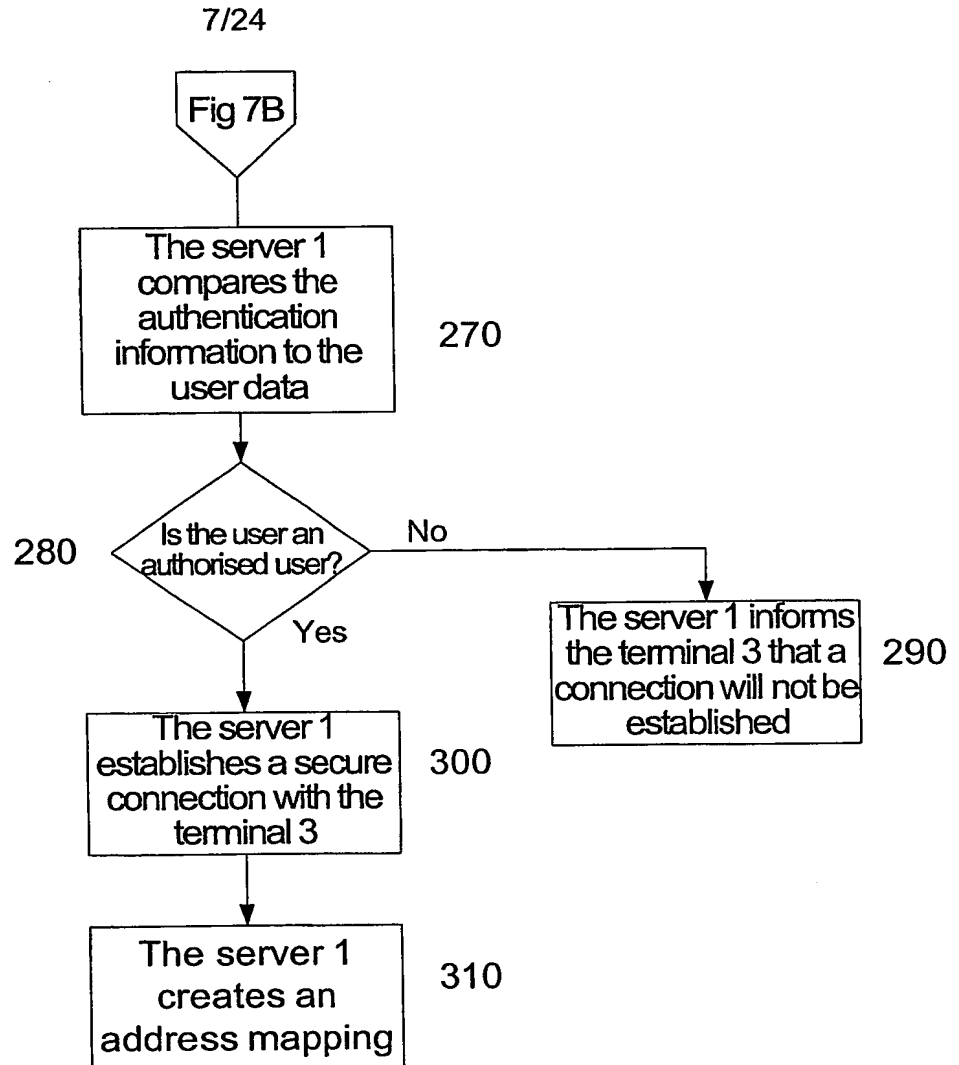 7/24
Fig 7B
The server 1
compares the
authentication
information to the
user data
270
280
Is the user an
authorised user?
No
Yes
The server 1 informs
the terminal 3 that a
connection will not be
established
290
The server 1
establishes a secure
connection with the
terminal 3
300
The server 1
creates an
address mapping
310